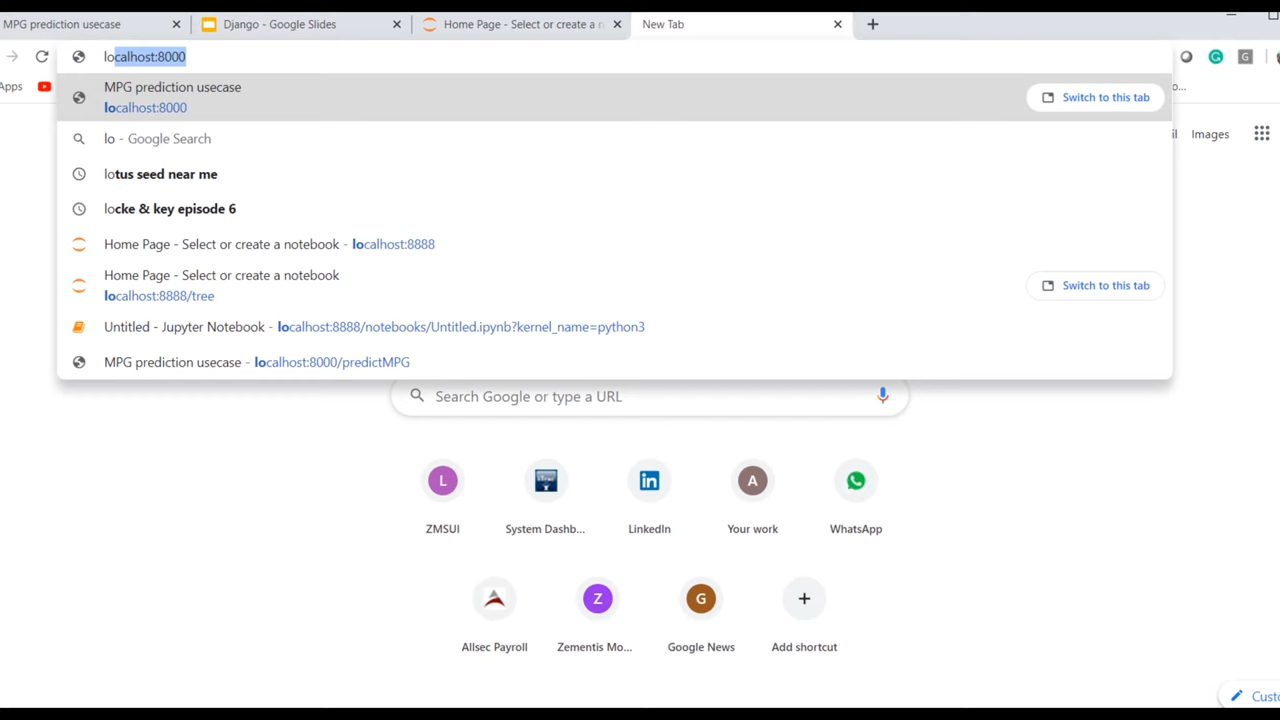 MPG prediction usecase
Django - Google Slides
Home Page - Select or create a n
New Tab
localhost:8000
Apps
MPG prediction usecase
localhost:8000
Switch to this tab
lo - Google Search
lotus seed near me
locke & key episode 6
Home Page - Select or create a notebook - localhost:8888
Home Page - Select or create a notebook
localhost:8888/tree
Switch to this tab
Untitled - Jupyter Notebook - localhost:8888/notebooks/Untitled.ipynb?kernel_name=python3
MPG prediction usecase - localhost:8000/predictMPG
Images
Search Google or type a URL
L
in
A
ZMSUI
System Dashb...
LinkedIn
Your work
WhatsApp
Z
G
Allsec Payroll
Zementis Mo...
Google News
Add shortcut